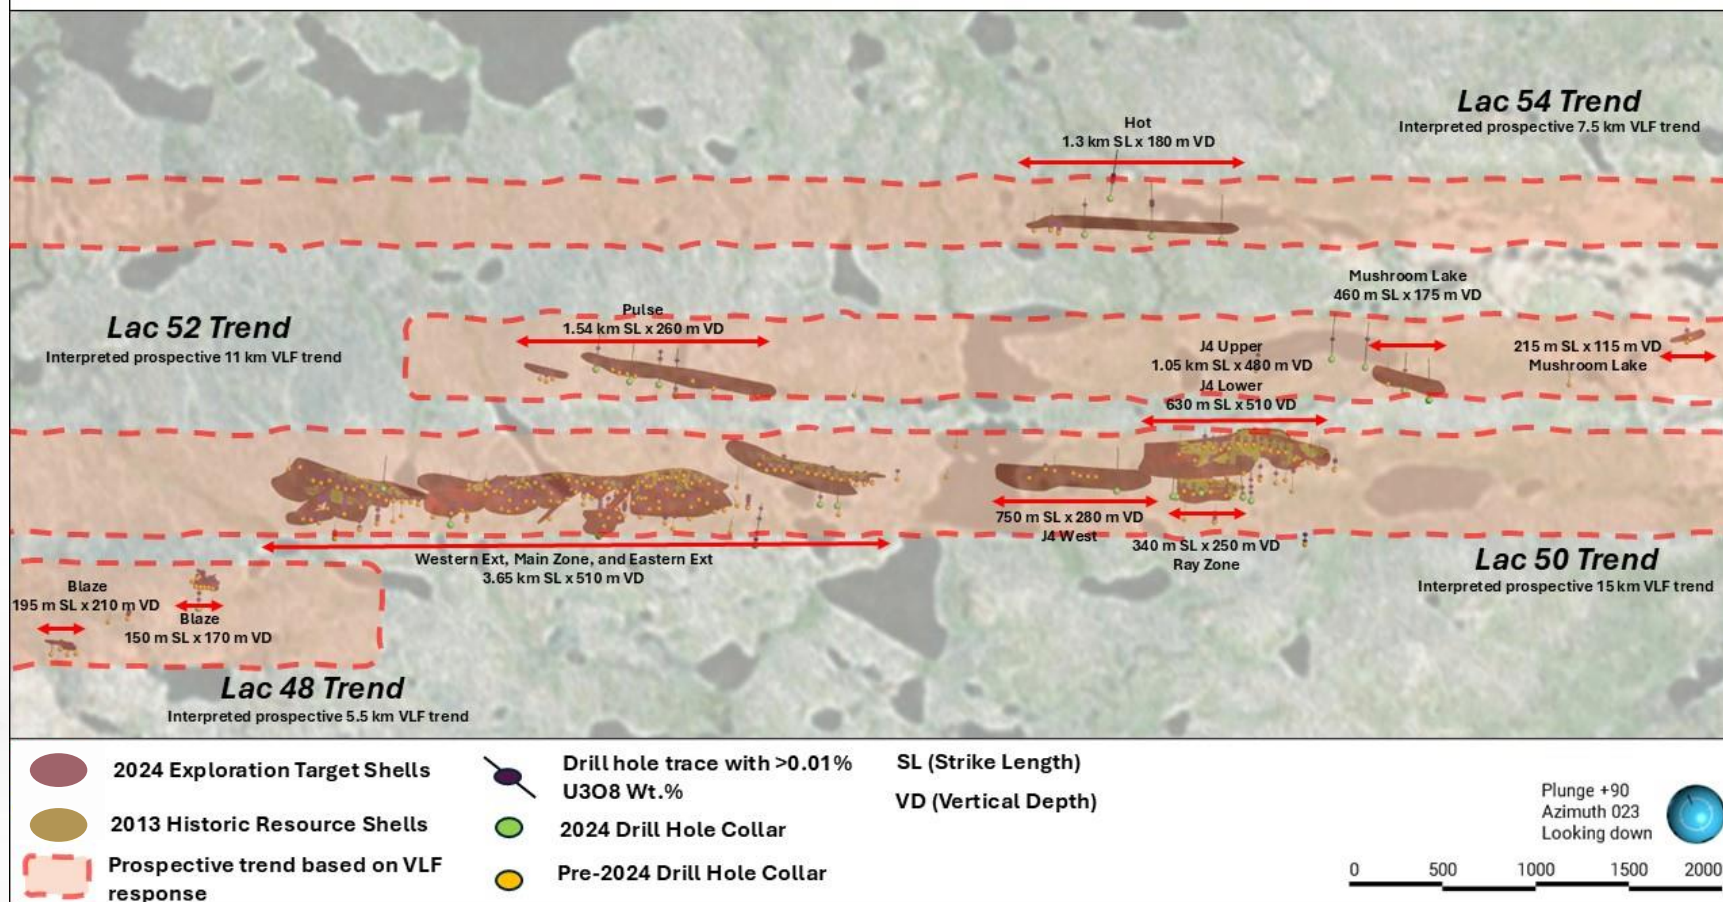 Lac 54 Trend
Interpreted prospective 7.5 km VLF trend
Hot
1.3 km SL x 180 m VD
Mushroom Lake
460 m SL x 175 m VD
Lac 52 Trend
Interpreted prospective 11 km VLF trend
Pulse
1.54 km SL x 260 m VD
J4 Upper
1.05 km SL x 480 m VD
J4 Lower
630 m SL x 510 VD
215 m SL x 115 m VD
Mushroom Lake
750 m SL x 280 m VD
J4 West
340 m SL x 250 m VD
Ray Zone
Western Ext, Main Zone, and Eastern Ext
3.65 km SL x 510 m VD
Lac 50 Trend
Interpreted prospective 15 km VLF trend
Blaze
195 m SL x 210 m VD
Blaze
150 m SL x 170 m VD
Lac 48 Trend
Interpreted prospective 5.5 km VLF trend
2024 Exploration Target Shells
2013 Historic Resource Shells
Prospective trend based on VLF
response
Drill hole trace with >0.01%
U3O8 Wt.%
2024 Drill Hole Collar
Pre-2024 Drill Hole Collar
SL (Strike Length)
VD (Vertical Depth)
Plunge +90
Azimuth 023
Looking down
0 500 1000 1500 2000